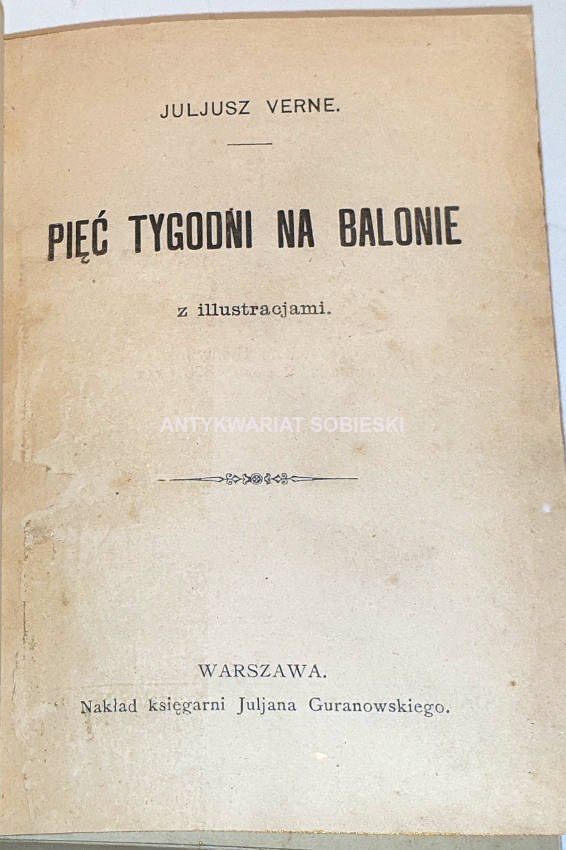 JULJUSZ VERNE.
PIĘĆ TYGODNI NA BALONIE
z illustracjami.
ANTYKWARIAT SOBIESKI
WARSZAWA.
Nakład księgarni Juljana Guranowskiego.